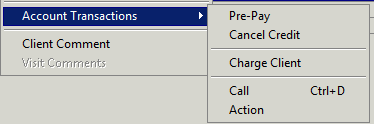 Account Transactions
Client Comment
Visit Comments
Pre-Pay
Cancel Credit
Charge Client
Call Ctrl+D
Action